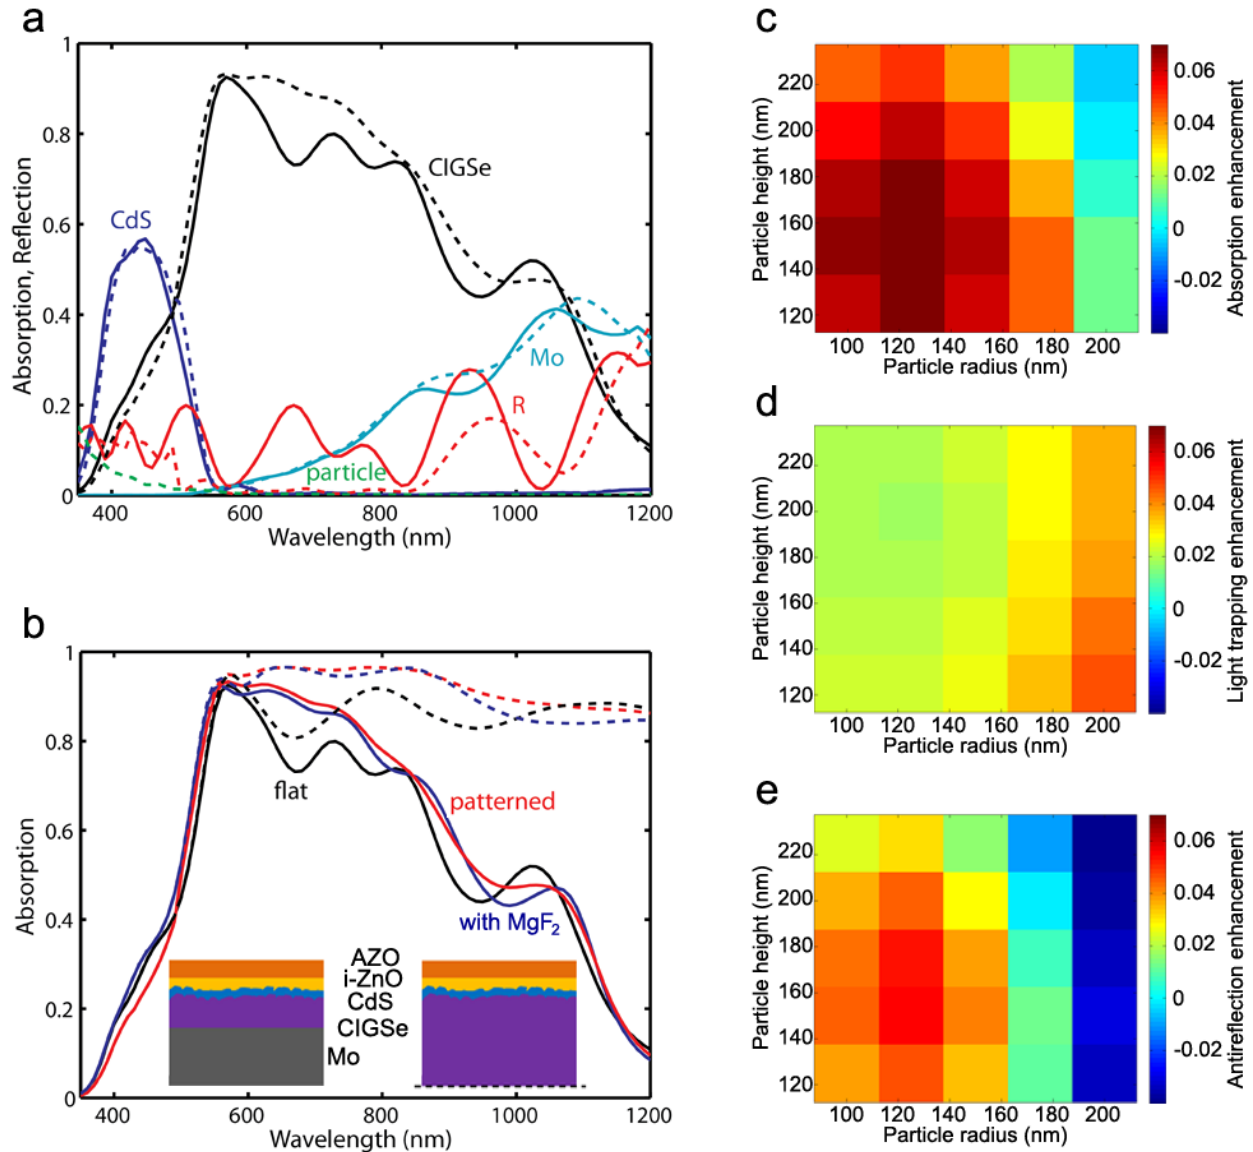 a
1
0.8
0.6
0.4
0.2
0
Absorption, Reflection
CdS
CIGSe
Mo
R
particle
400
600
800
1000
1200
Wavelength (nm)
b
1
0.8
0.6
0.4
0.2
0
Absorption
flat
patterned
with MgF₂
AZO
i-ZnO
CdS
CIGSe
Mo
400
600
800
1000
1200
Wavelength (nm)
c
220
200
180
160
140
120
Particle height (nm)
100
120
140
160
200
Particle radius (nm)
0.06
0.04
0.02
0
-0.02
Absorption enhancement
d
220
200
180
160
140
120
Particle height (nm)
100
120
140
160
200
Particle radius (nm)
0.06
0.04
0.02
0
-0.02
Light trapping enhancement
e
220
200
180
160
140
120
Particle height (nm)
100
120
140
160
200
Particle radius (nm)
0.06
0.04
0.02
0
-0.02
Antireflection enhancement